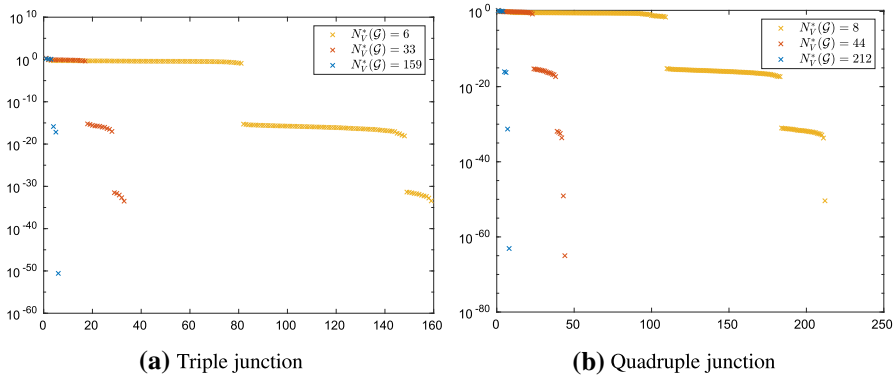 10^10
10^0
10^-10
10^-20
10^-30
10^-40
10^-50
10^-60
0 20 40 60 80 100 120 140 160
N_V^*(𝒢) = 6
N_V^*(𝒢) = 33
N_V^*(𝒢) = 159
(a) Triple junction
10^0
10^-20
10^-40
10^-60
10^-80
0 50 100 150 200 250
N_V^*(𝒢) = 8
N_V^*(𝒢) = 44
N_V^*(𝒢) = 212
(b) Quadruple junction